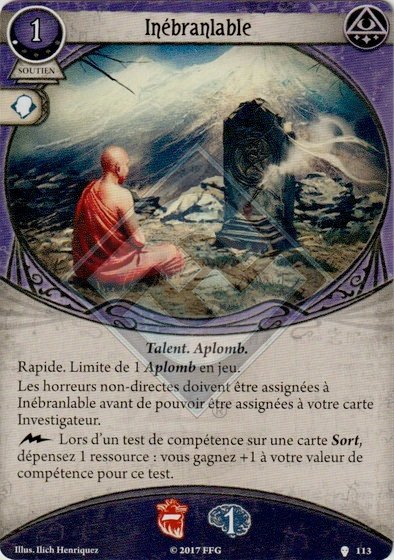 1
Inébranlable
SOUTIEN
Talent. Aplomb.
Rapide. Limite de 1 Aplomb en jeu.
Les horreurs non-directes doivent être assignées à
Inébranlable avant de pouvoir être assignées à votre carte
Investigateur.
Lors d'un test de compétence sur une carte Sort,
dépensez 1 ressource : vous gagnez +1 à votre valeur de
compétence pour ce test.
1
Illus. Ilich Henriquez © 2017 FFG 113